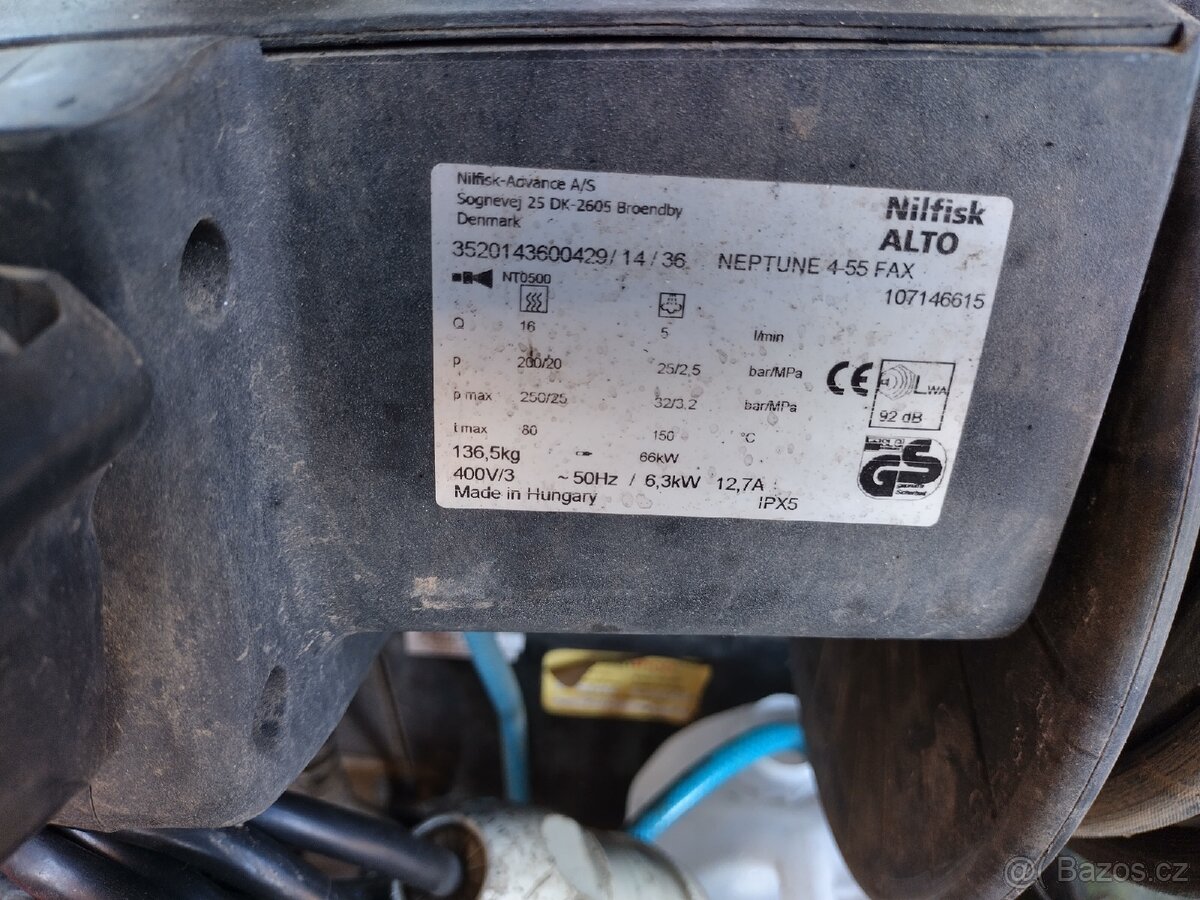 Nilfisk-Advance A/S
Sognevej 25 DK-2605 Broendby
Denmark
Nilfisk
ALTO
3520143600429/ 14 / 36 NEPTUNE 4-55 FAX
107146615
NT0500
Q 16 5 l/min
p 200/20 25/2,5 bar/MPa
p max 250/25 32/3,2 bar/MPa
t max 80 150 °C
CE
LWA
92 dB
136,5kg 66kW
400V/3 ~ 50Hz / 6,3kW 12,7A
Made in Hungary IPX5
GS
geprüfte
Sicherheit
Bazos.cz